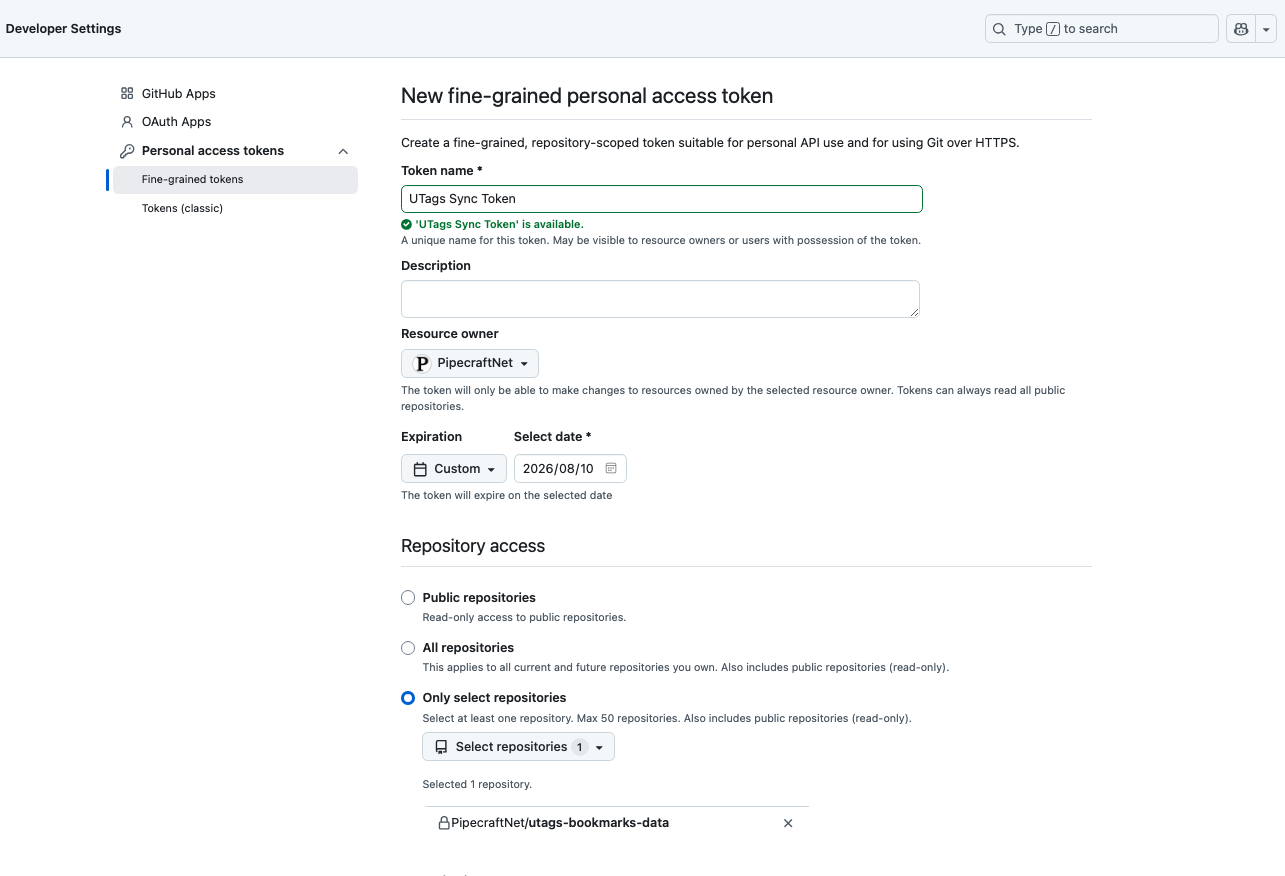 Developer Settings
Type / to search
GitHub Apps
OAuth Apps
Personal access tokens
Fine-grained tokens
Tokens (classic)
New fine-grained personal access token
Create a fine-grained, repository-scoped token suitable for personal API use and for using Git over HTTPS.
Token name *
UTags Sync Token
'UTags Sync Token' is available.
A unique name for this token. May be visible to resource owners or users with possession of the token.
Description
Resource owner
P PipecraftNet
The token will only be able to make changes to resources owned by the selected resource owner. Tokens can always read all public
repositories.
Expiration Select date *
Custom 2026/08/10
The token will expire on the selected date
Repository access
Public repositories
Read-only access to public repositories.
All repositories
This applies to all current and future repositories you own. Also includes public repositories (read-only).
Only select repositories
Select at least one repository. Max 50 repositories. Also includes public repositories (read-only).
Select repositories 1
Selected 1 repository.
PipecraftNet/utags-bookmarks-data